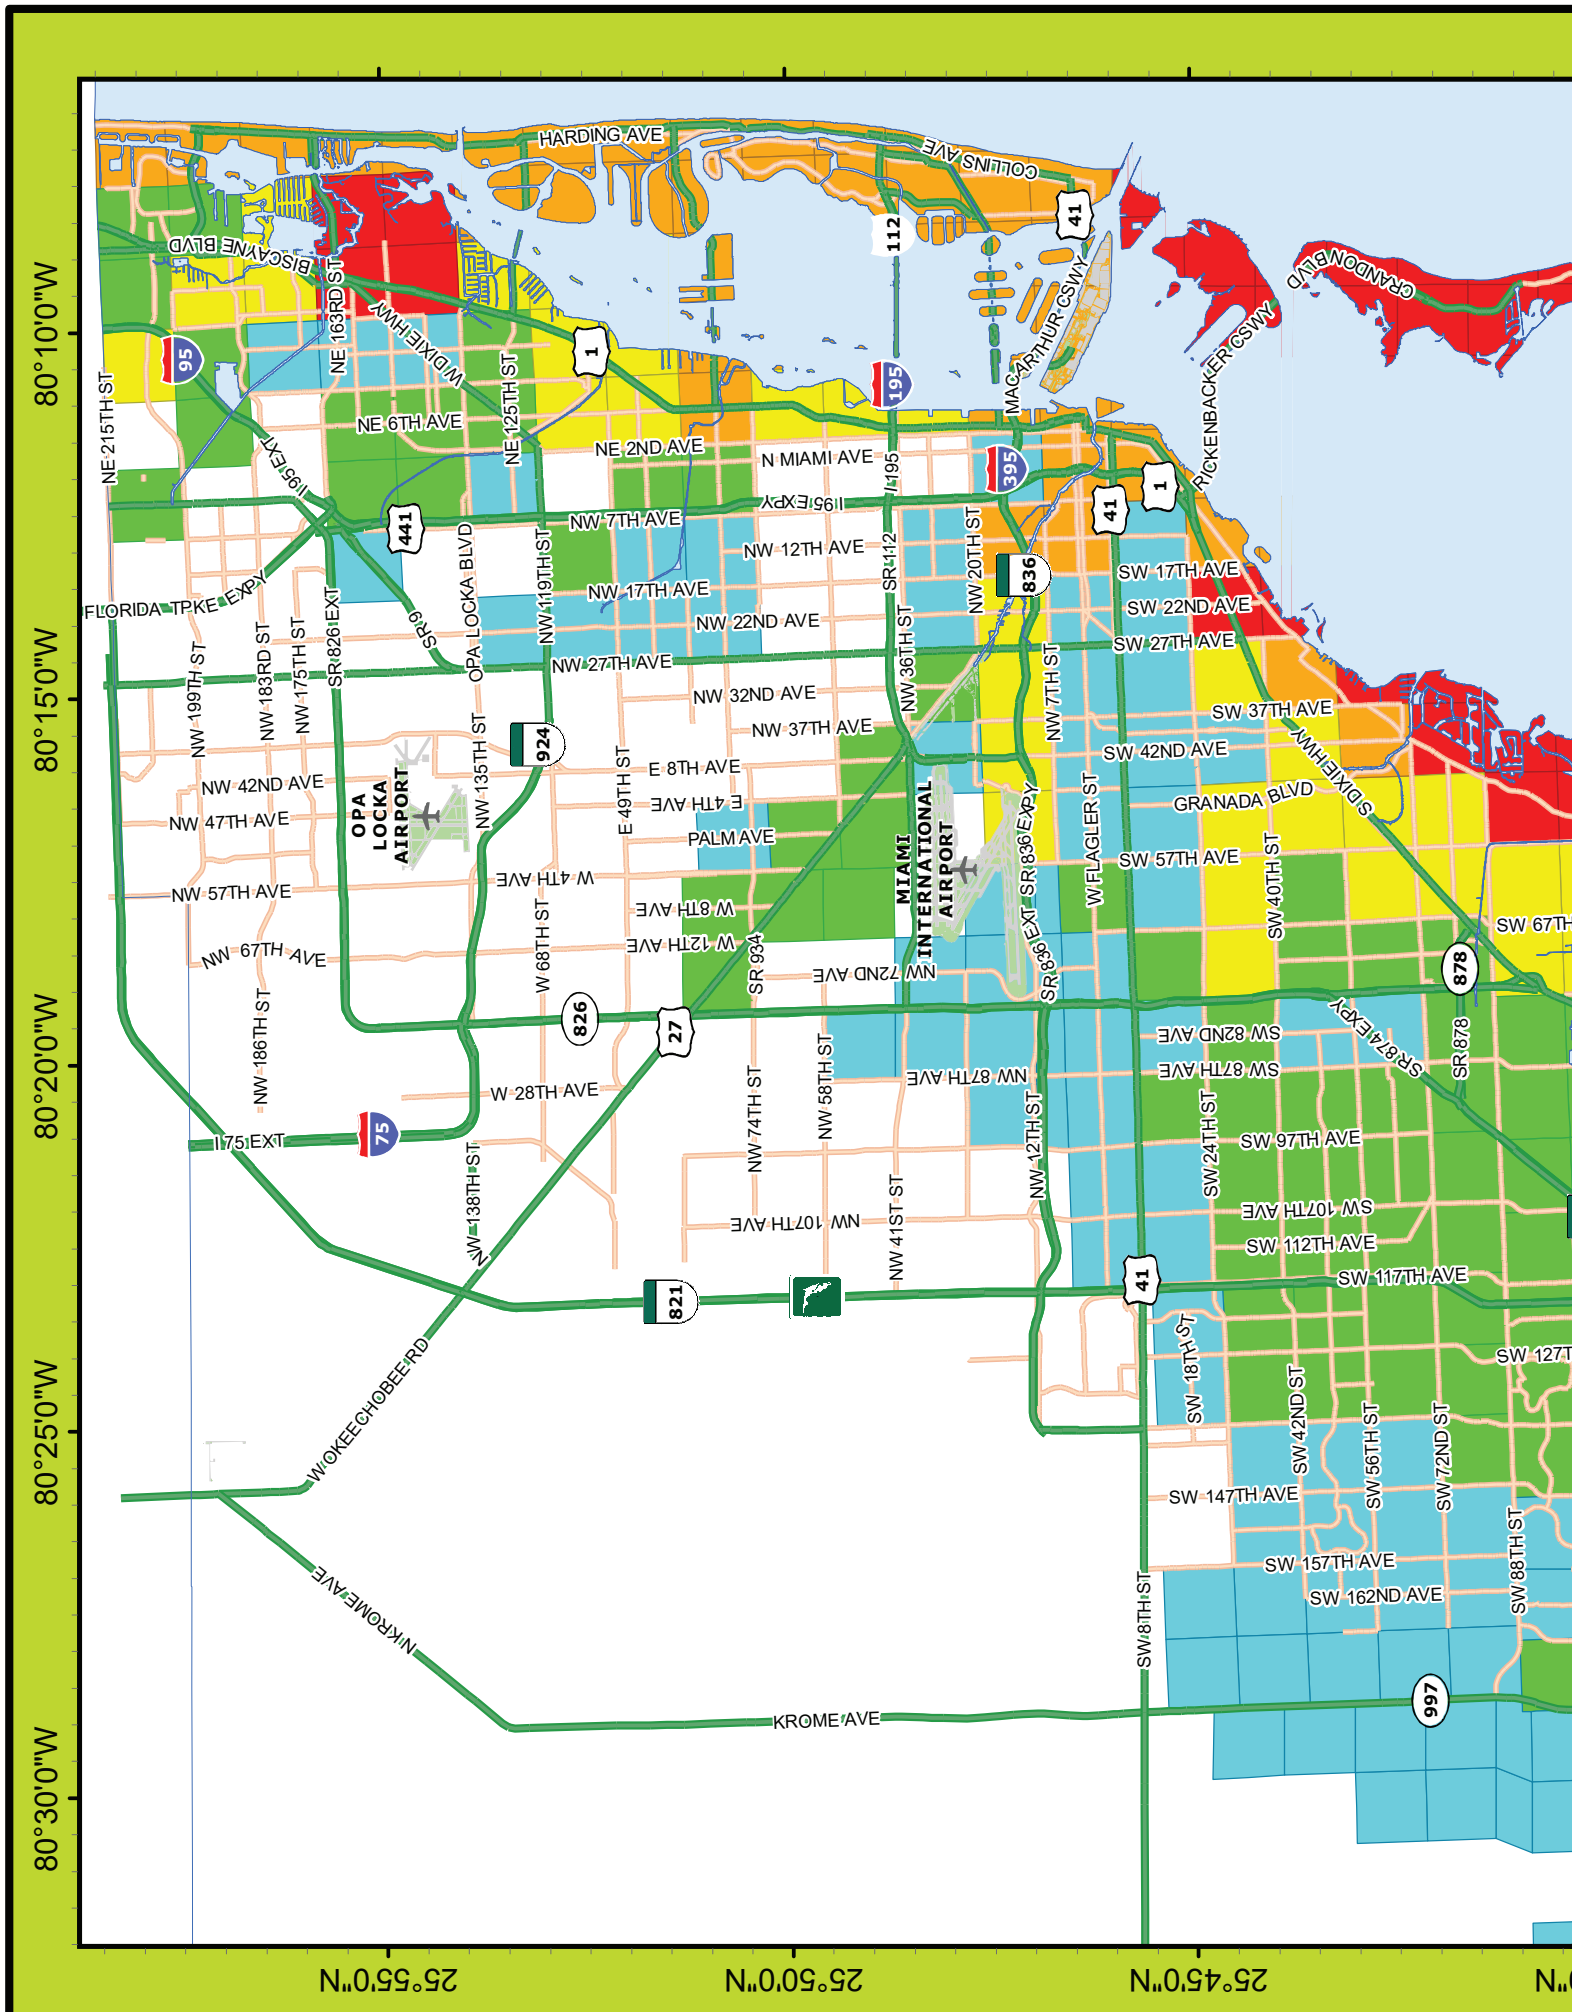 HARDING AVE
COLLINS AVE
BISCAYNE BLVD
112
41
MACARTHUR CSWY
CRANDON BLVD
80°10'0"W
95
NE 163RD ST
W DIXIE HWY
1
195
RICKENBACKER CSWY
NE 215TH ST
NE 6TH AVE
NE 125TH ST
NE 2ND AVE
N MIAMI AVE
I 195
395
I 95 EXT
441
NW 7TH AVE
I 95 EXPY
41
1
NW 12TH AVE
NW 17TH AVE
SR 112
NW 20TH ST
836
SW 17TH AVE
FLORIDA TPKE EXPY
SR 826 EXT
SR 9
OPA LOCKA BLVD
NW 119TH ST
NW 22ND AVE
SW 22ND AVE
NW 199TH ST
NW 183RD ST
NW 175TH ST
NW 27TH AVE
NW 36TH ST
SW 27TH AVE
80°15'0"W
NW 32ND AVE
NW 37TH AVE
NW 7TH ST
SW 37TH AVE
924
NW 135TH ST
NW 42ND AVE
SW 42ND AVE
E 8TH AVE
E 4TH AVE
E 49TH ST
PALM AVE
OPA
LOCKA
AIRPORT
NW 47TH AVE
GRANADA BLVD
S DIXIE HWY
MIAMI
INTERNATIONAL
AIRPORT
SR 836 EXPY
W FLAGLER ST
NW 57TH AVE
SW 57TH AVE
W 4TH AVE
W 8TH AVE
W 12TH AVE
W 68TH ST
SW 40TH ST
NW 67TH AVE
SW 67TH
SR 934
NW 72ND AVE
SR 836 EXT
878
826
27
80°20'0"W
NW 186TH ST
NW 58TH ST
SW 82ND AVE
SR 874 EXPY
SR 878
W 28TH AVE
NW 87TH AVE
SW 87TH AVE
I 75 EXT
75
NW 74TH ST
NW 12TH ST
SW 24TH ST
SW 97TH AVE
NW 138TH ST
NW 107TH AVE
NW 41ST ST
SW 107TH AVE
SW 112TH AVE
821
41
SW 117TH AVE
W OKEECHOBEE RD
SW 18TH ST
SW 127T
80°25'0"W
SW 42ND ST
SW 56TH ST
SW 72ND ST
SW 147TH AVE
SW 88TH ST
SW 157TH AVE
SW 162ND AVE
N KROME AVE
SW 8TH ST
KROME AVE
997
80°30'0"W
25°55'0"N
25°50'0"N
25°45'0"N